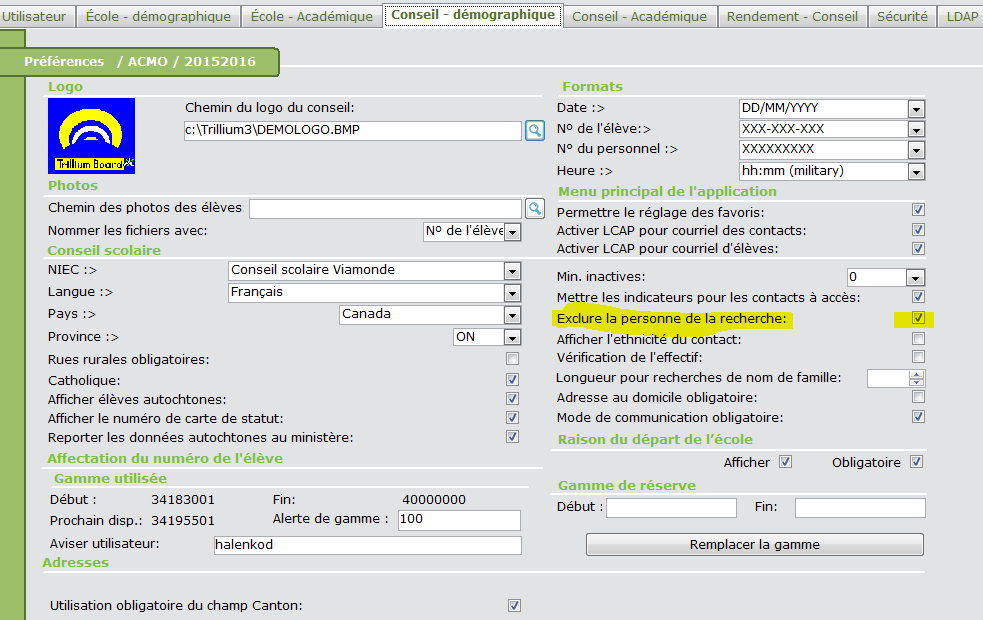 Utilisateur École - démographique École - Académique Conseil - démographique Conseil - Académique Rendement - Conseil Sécurité LDAP
Préférences / ACMO / 20152016
Logo
Trillium Board
Chemin du logo du conseil:
c:\Trillium3\DEMOLOGO.BMP
Photos
Chemin des photos des élèves
Nommer les fichiers avec: Nº de l'élève
Conseil scolaire
NIEC :> Conseil scolaire Viamonde
Langue :> Français
Pays :> Canada
Province :> ON
Rues rurales obligatoires:
Catholique:
Afficher élèves autochtones:
Afficher le numéro de carte de statut:
Reporter les données autochtones au ministère:
Affectation du numéro de l'élève
Gamme utilisée
Début : 34183001 Fin: 40000000
Prochain disp.: 34195501 Alerte de gamme : 100
Aviser utilisateur: halenkod
Adresses
Utilisation obligatoire du champ Canton:
Formats
Date :> DD/MM/YYYY
Nº de l'élève:> XXX-XXX-XXX
Nº du personnel :> XXXXXXXXX
Heure :> hh:mm (military)
Menu principal de l'application
Permettre le réglage des favoris:
Activer LCAP pour courriel des contacts:
Activer LCAP pour courriel d'élèves:
Min. inactives: 0
Mettre les indicateurs pour les contacts à accès:
Exclure la personne de la recherche:
Afficher l'ethnicité du contact:
Vérification de l'effectif:
Longueur pour recherches de nom de famille:
Adresse au domicile obligatoire:
Mode de communication obligatoire:
Raison du départ de l'école
Afficher Obligatoire
Gamme de réserve
Début : Fin:
Remplacer la gamme